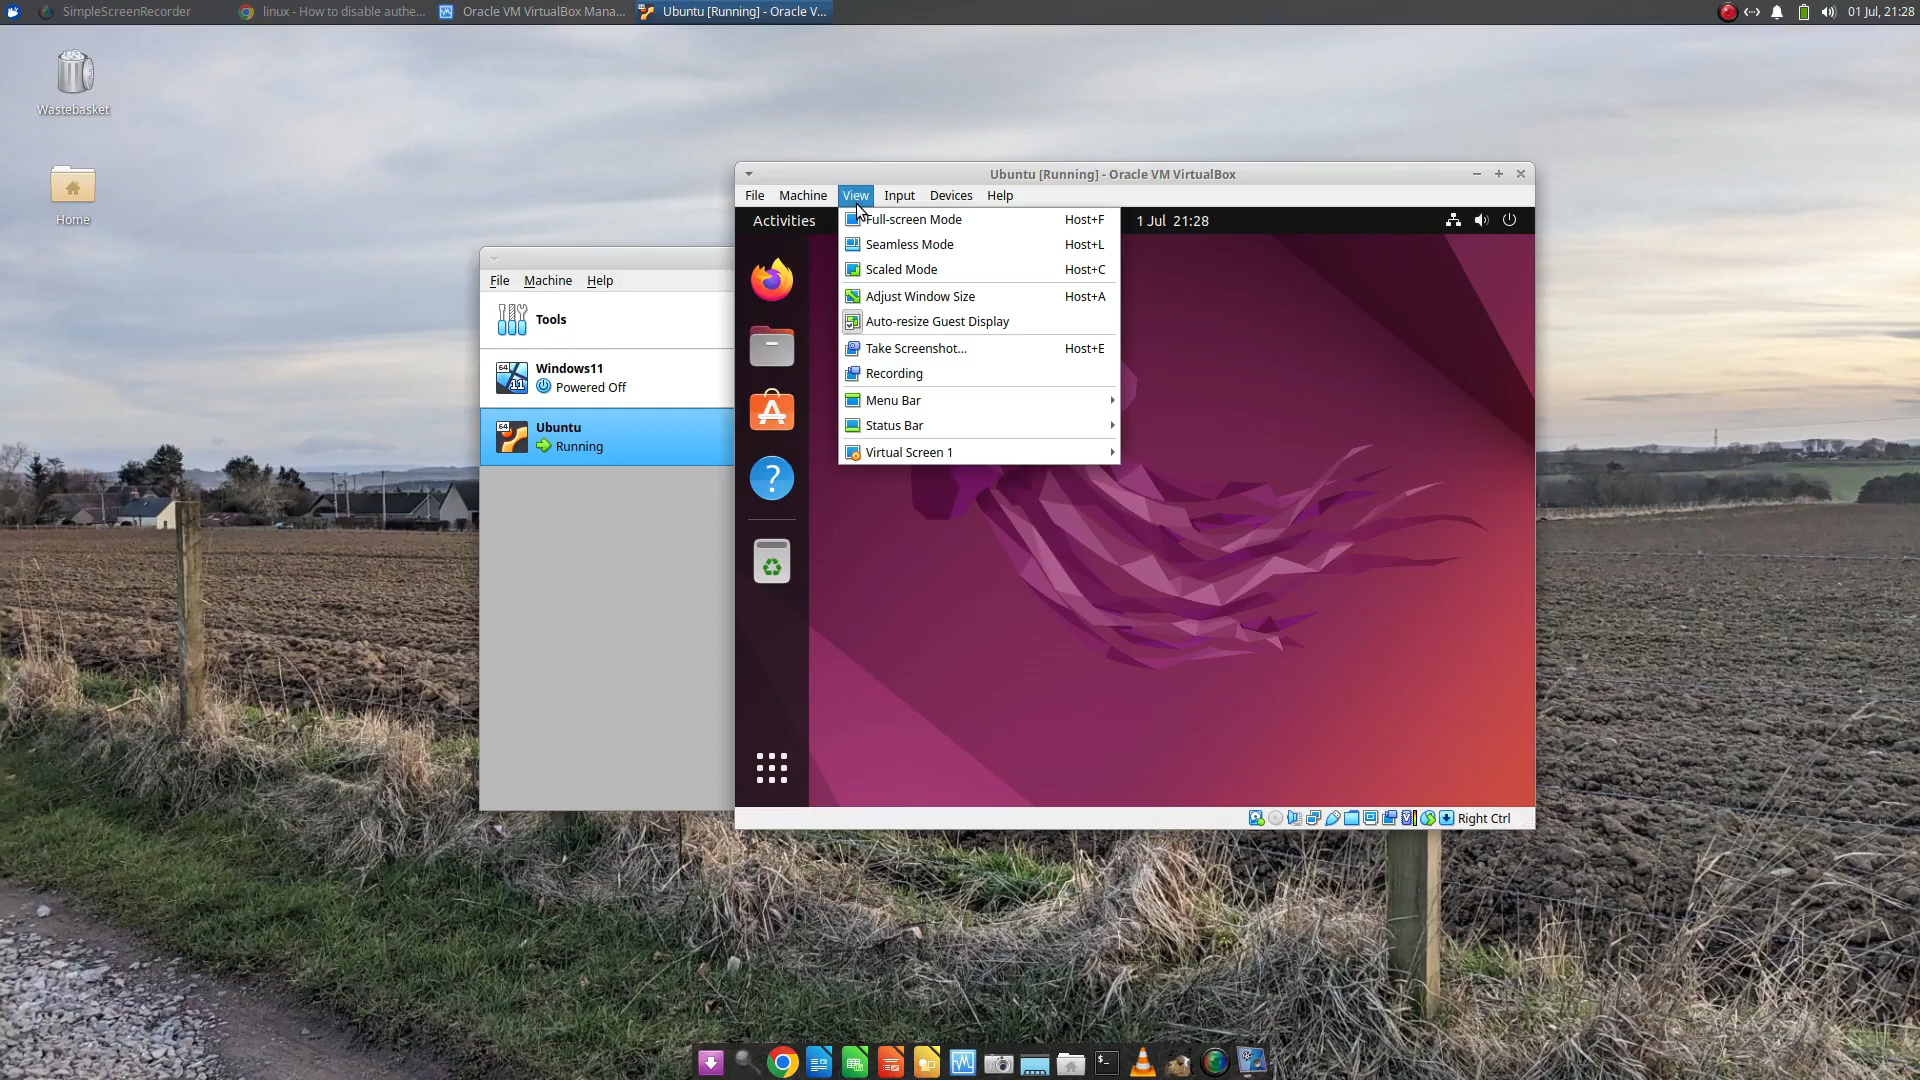 SimpleScreenRecorder
linux - How to disable authe...
Oracle VM VirtualBox Mana...
Ubuntu [Running] - Oracle V...
01 Jul, 21:28
Wastebasket
Home
File Machine Help
Tools
64
Windows11
11
Powered Off
64
Ubuntu
Running
Ubuntu [Running] - Oracle VM VirtualBox
File Machine View Input Devices Help
Activities
1 Jul 21:28
Full-screen Mode Host+F
Seamless Mode Host+L
Scaled Mode Host+C
Adjust Window Size Host+A
Auto-resize Guest Display
Take Screenshot... Host+E
Recording
Menu Bar
Status Bar
Virtual Screen 1
Right Ctrl